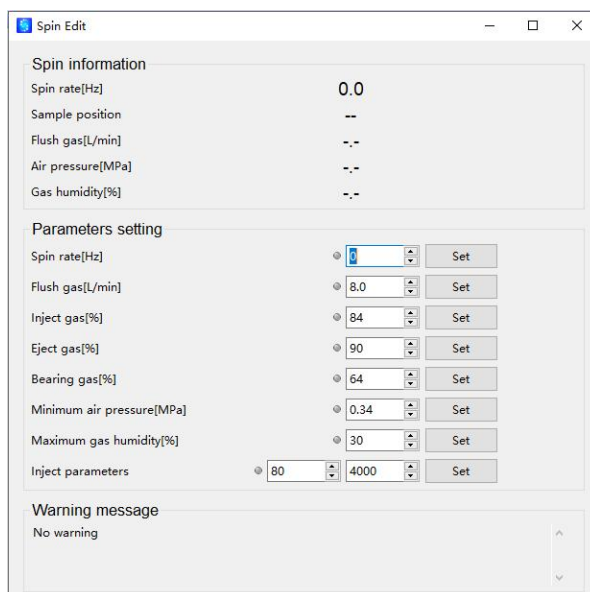 Spin Edit
Spin information
Spin rate[Hz] 0.0
Sample position --
Flush gas[L/min] -.-
Air pressure[MPa] -.-
Gas humidity[%] -.-
Parameters setting
Spin rate[Hz] 0 Set
Flush gas[L/min] 8.0 Set
Inject gas[%] 84 Set
Eject gas[%] 90 Set
Bearing gas[%] 64 Set
Minimum air pressure[MPa] 0.34 Set
Maximum gas humidity[%] 30 Set
Inject parameters 80 4000 Set
Warning message
No warning